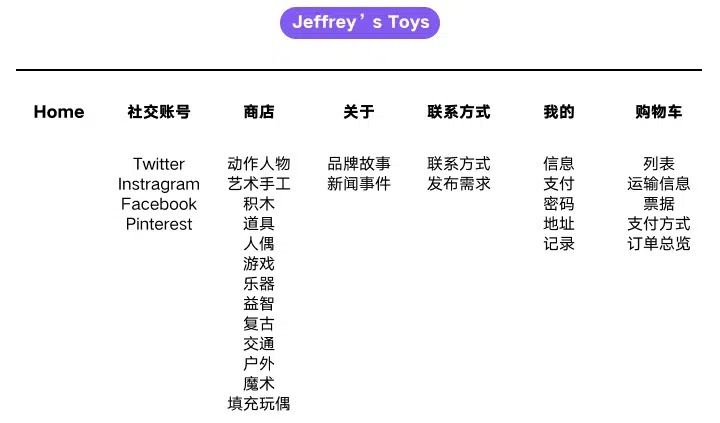 Jeffrey’s Toys
Home 社交账号 商店 关于 联系方式 我的 购物车
Twitter 动作人物 品牌故事 联系方式 信息 列表
Instragram 艺术手工 新闻事件 发布需求 支付 运输信息
Facebook 积木 密码 票据
Pinterest 道具 地址 支付方式
人偶 记录 订单总览
游戏
乐器
益智
复古
交通
户外
魔术
填充玩偶